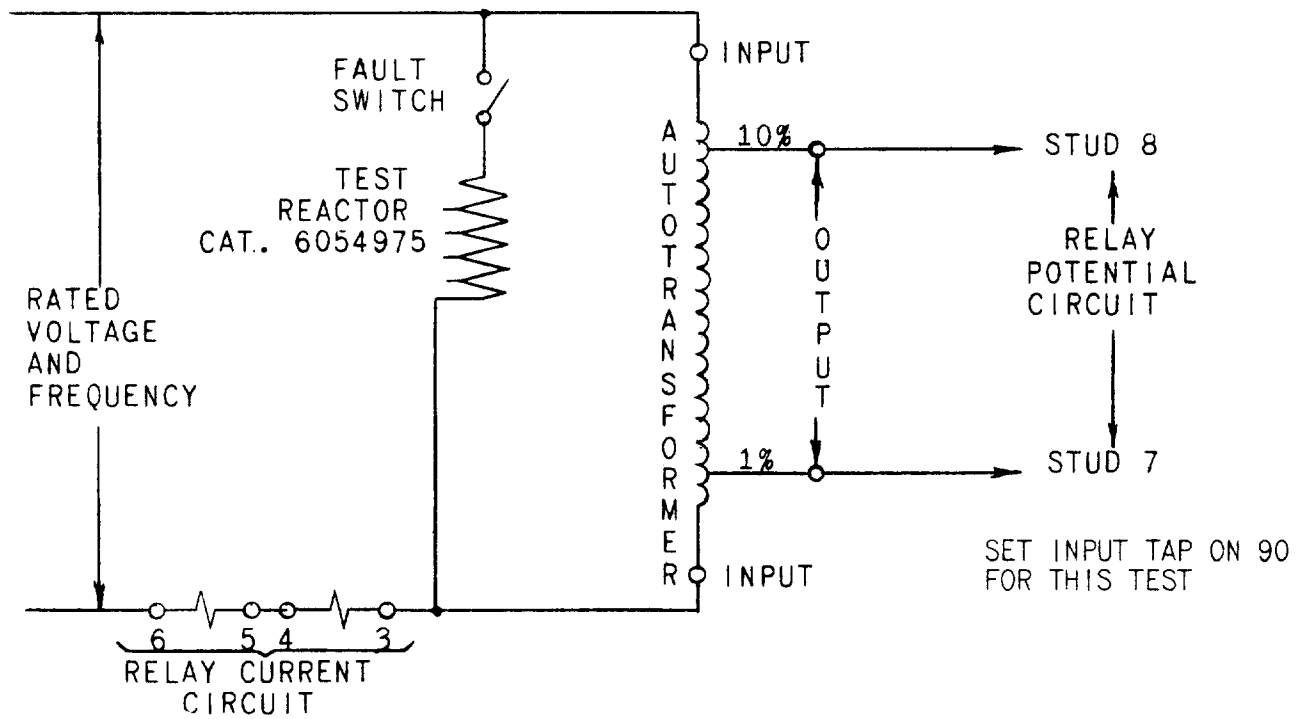 INPUT
FAULT
SWITCH
AUTOTRANSFORMER
10%
STUD 8
TEST
REACTOR
CAT.. 6054975
OUTPUT
RELAY
POTENTIAL
CIRCUIT
RATED
VOLTAGE
AND
FREQUENCY
1%
STUD 7
SET INPUT TAP ON 90
FOR THIS TEST
INPUT
6 5 4 3
RELAY CURRENT
CIRCUIT